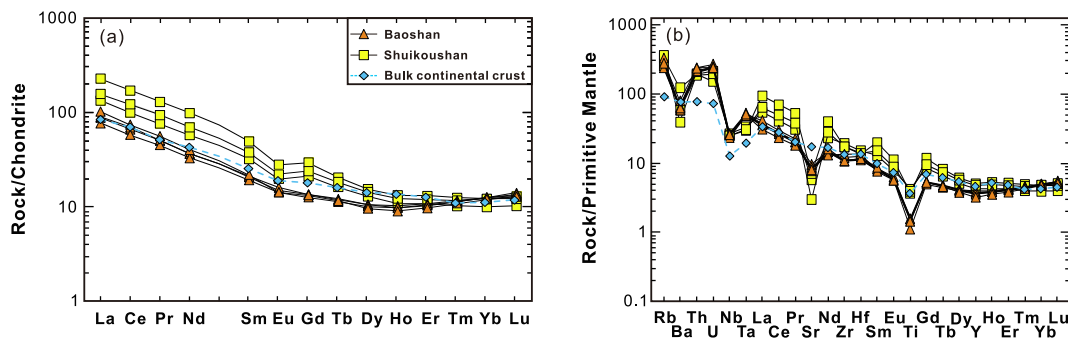 (a)
Rock/Chondrite
1000
100
10
1
Baoshan
Shuikoushan
Bulk continental crust
La Ce Pr Nd Sm Eu Gd Tb Dy Ho Er Tm Yb Lu
(b)
Rock/Primitive Mantle
1000
100
10
1
0.1
Rb Th Nb La Pr Nd Hf Eu Gd Dy Ho Tm Lu
Ba U Ta Ce Sr Zr Sm Ti Tb Y Er Yb